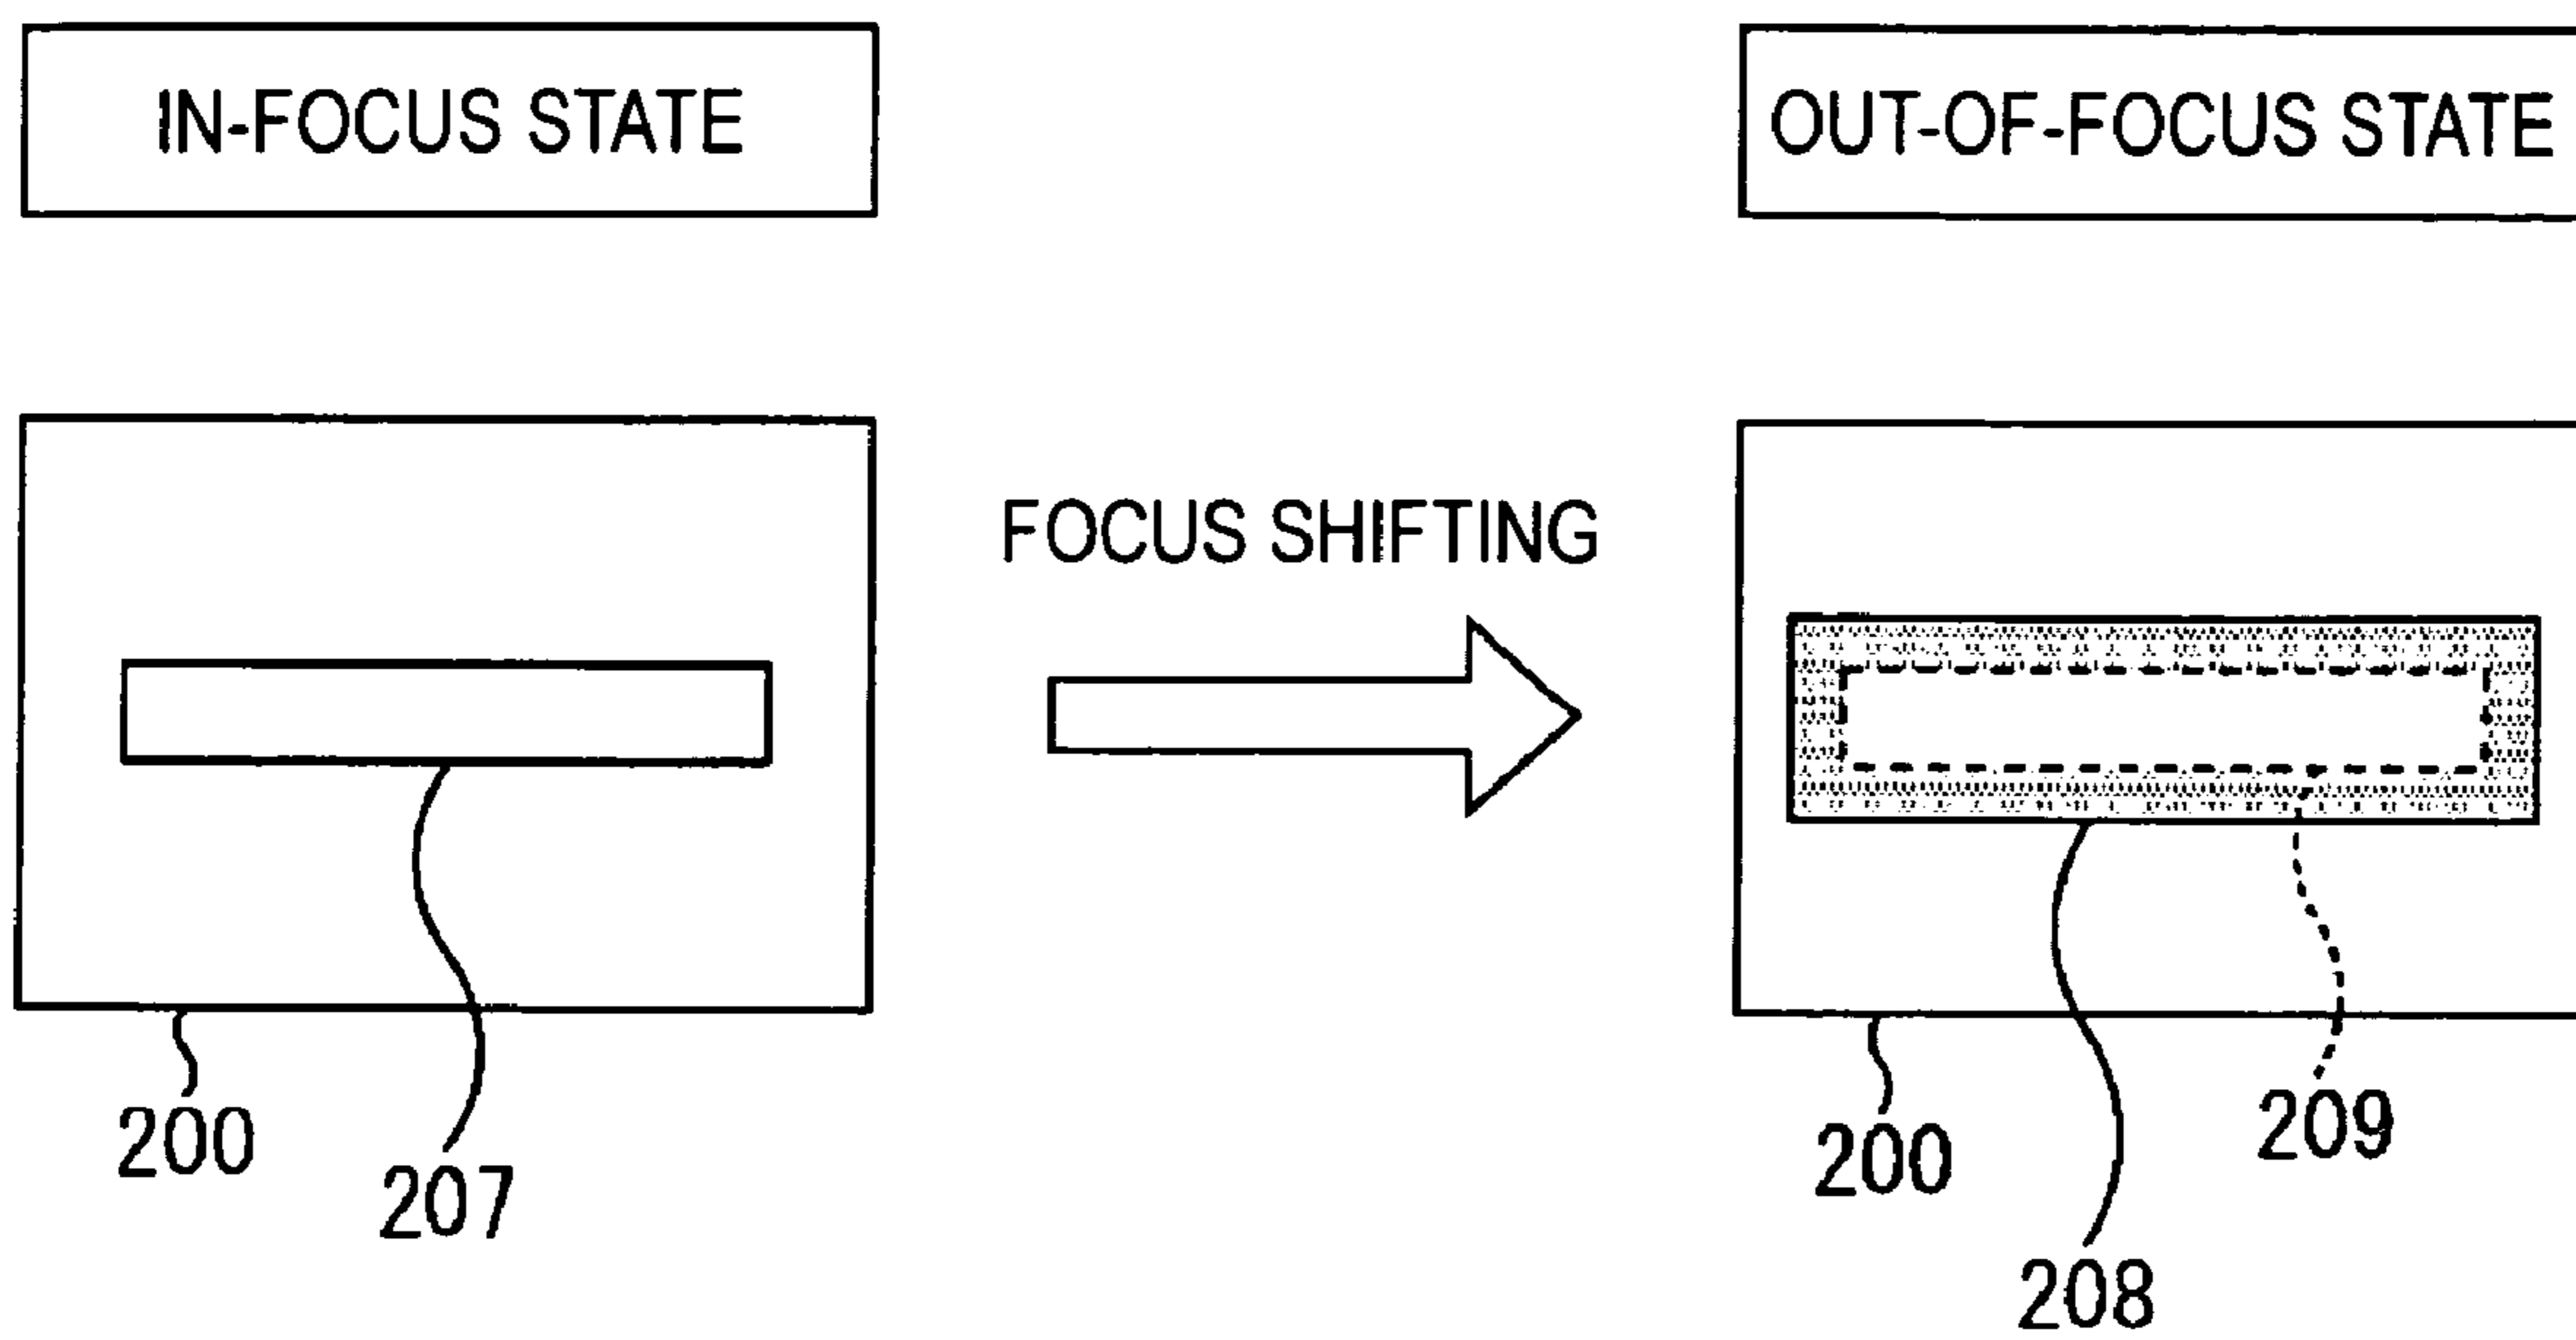 IN-FOCUS STATE
OUT-OF-FOCUS STATE
FOCUS SHIFTING
200
207
200
209
208